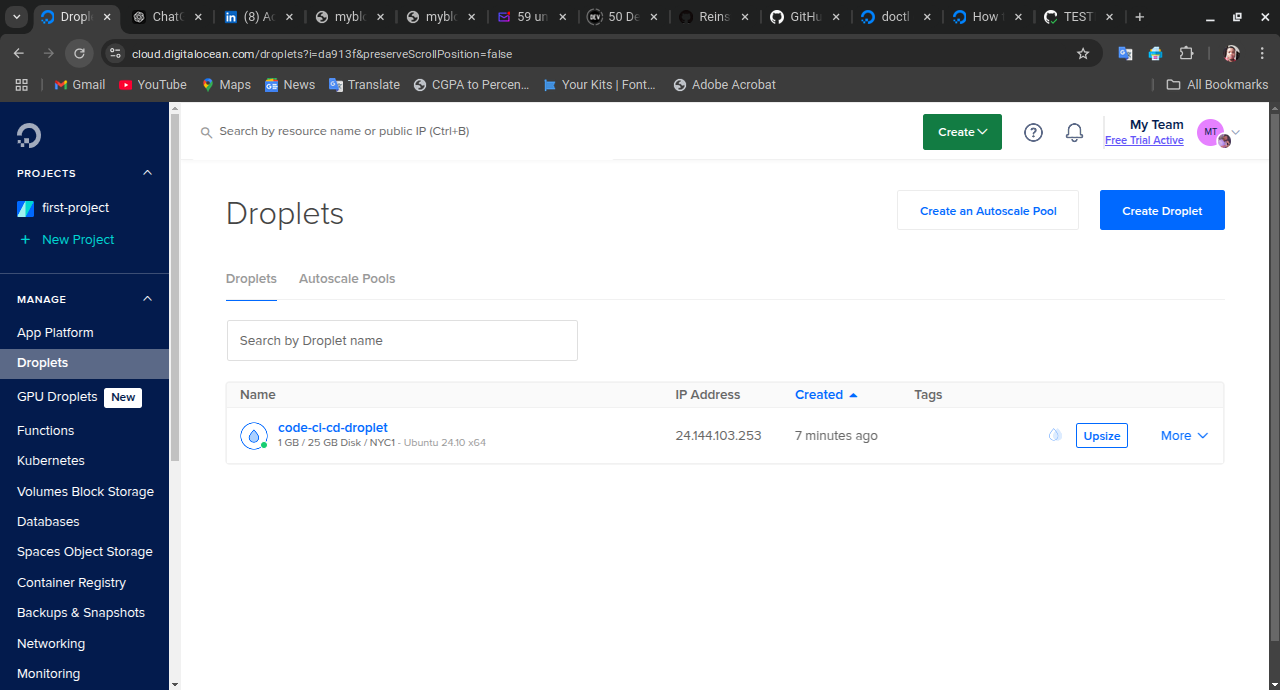 Drople
ChatG
(8) Ac
myblo
myblo
59 un
50 De
Reins
GitHu
doctl
How t
TEST
cloud.digitalocean.com/droplets?i=da913f&preserveScrollPosition=false
Gmail
YouTube
Maps
News
Translate
CGPA to Percen...
Your Kits | Font...
Adobe Acrobat
All Bookmarks
Search by resource name or public IP (Ctrl+B)
Create
My Team
Free Trial Active
MT
PROJECTS
first-project
+ New Project
MANAGE
App Platform
Droplets
GPU Droplets New
Functions
Kubernetes
Volumes Block Storage
Databases
Spaces Object Storage
Container Registry
Backups & Snapshots
Networking
Monitoring
Droplets
Create an Autoscale Pool
Create Droplet
Droplets
Autoscale Pools
Search by Droplet name
Name IP Address Created Tags
code-ci-cd-droplet
1 GB / 25 GB Disk / NYC1 - Ubuntu 24.10 x64
24.144.103.253
7 minutes ago
Upsize
More